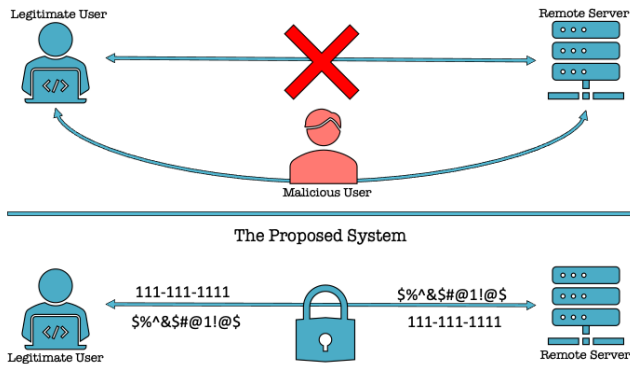 Legitimate User
Remote Server
</>
Malicious User
The Proposed System
111-111-1111
$%^&$#@1!@$
$%^&$#@1!@$
111-111-1111
</>
Legitimate User
Remote Server